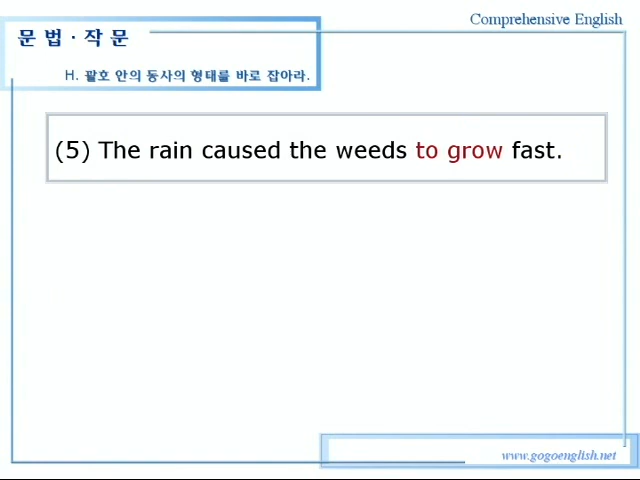 Comprehensive English
문 법 · 작 문
H. 괄호 안의 동사의 형태를 바로 잡아라.
(5) The rain caused the weeds to grow fast.
www.gogoenglish.net